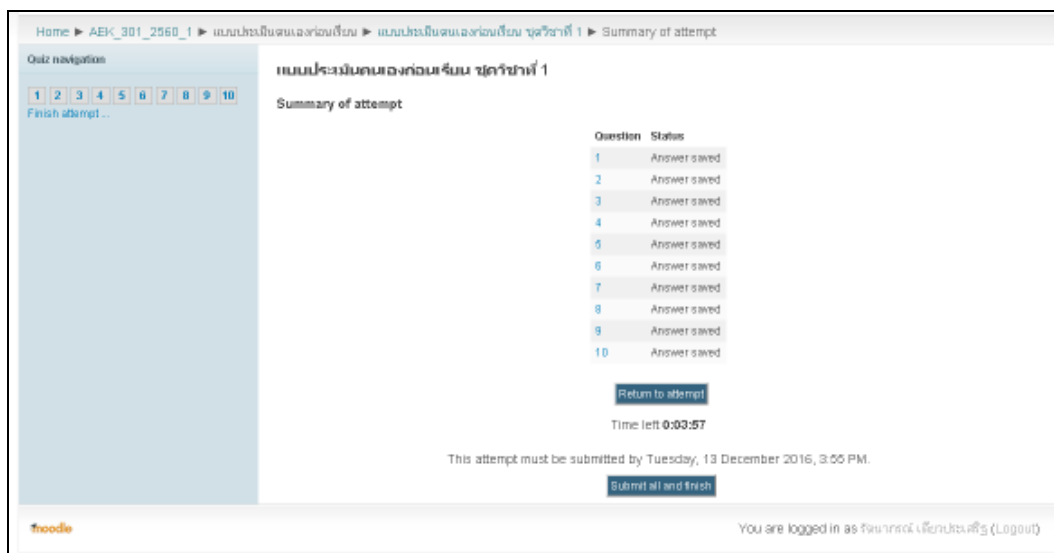 Home ► AEK_301_2560_1 ► แบบประเมินตนเองก่อนเรียน ► แบบประเมินตนเองก่อนเรียน ชุดวิชาที่ 1 ► Summary of attempt
Quiz navigation
1 2 3 4 5 6 7 8 9 10
Finish attempt ...
แบบประเมินตนเองก่อนเรียน ชุดวิชาที่ 1
Summary of attempt
Question Status
1 Answer saved
2 Answer saved
3 Answer saved
4 Answer saved
5 Answer saved
6 Answer saved
7 Answer saved
8 Answer saved
9 Answer saved
10 Answer saved
Return to attempt
Time left 0:03:57
This attempt must be submitted by Tuesday, 13 December 2016, 3:55 PM.
Submit all and finish
moodle
You are logged in as (Logout)